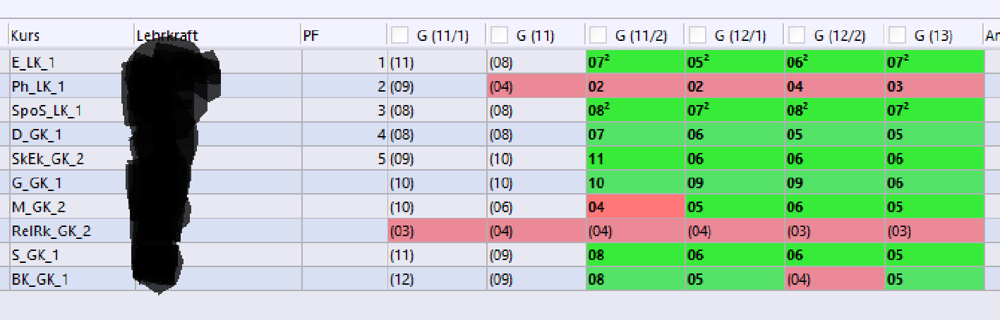 Kurs Lehrkraft PF G (11/1) G (11) G (11/2) G (12/1) G (12/2) G (13)
E_LK_1 1 (11) (08) 07² 05² 06² 07²
Ph_LK_1 2 (09) (04) 02 02 04 03
SpoS_LK_1 3 (08) (08) 08² 07² 08² 07²
D_GK_1 4 (08) (08) 07 06 05 05
SkEk_GK_2 5 (09) (10) 11 06 06 06
G_GK_1 (10) (10) 10 09 09 06
M_GK_2 (10) (06) 04 05 06 05
RelRk_GK_2 (03) (04) (04) (04) (03) (03)
S_GK_1 (11) (09) 08 06 06 05
BK_GK_1 (12) (09) 08 05 (04) 05